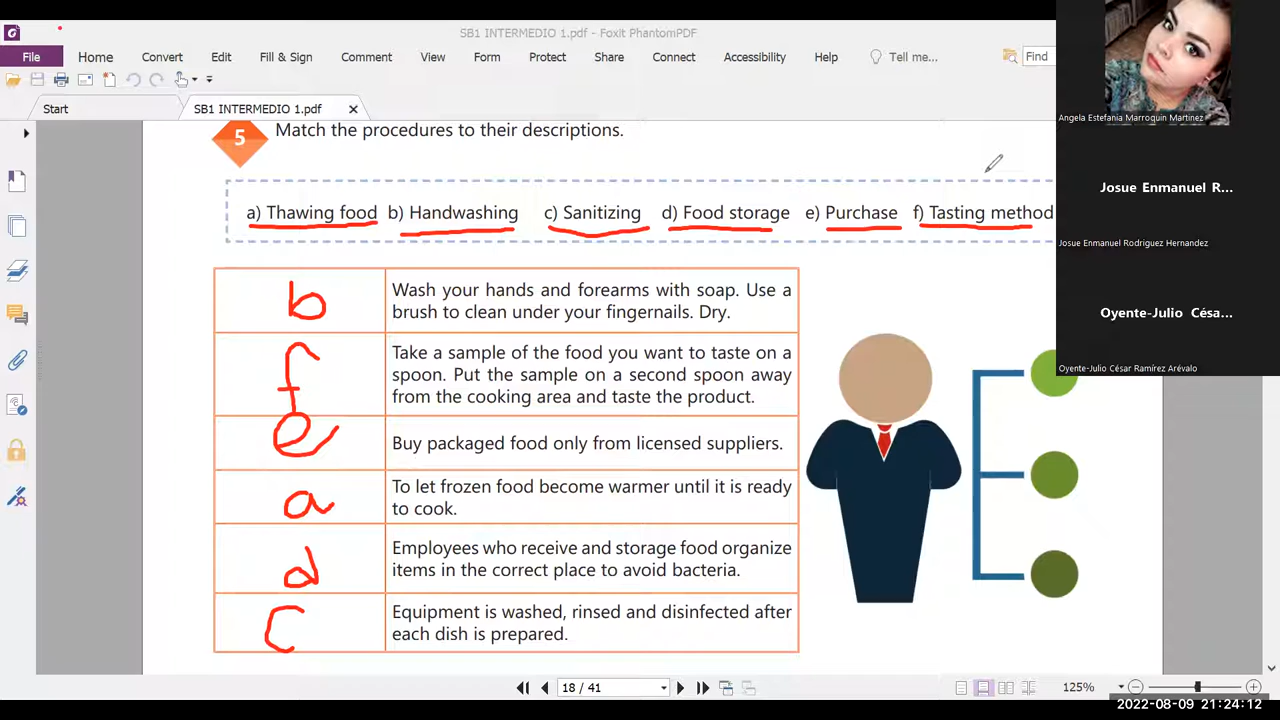 SB1 INTERMEDIO 1.pdf - Foxit PhantomPDF
File Home Convert Edit Fill & Sign Comment View Form Protect Share Connect Accessibility Help Tell me... Find
Start SB1 INTERMEDIO 1.pdf
5 Match the procedures to their descriptions.
a) Thawing food b) Handwashing c) Sanitizing d) Food storage e) Purchase f) Tasting method
b
Wash your hands and forearms with soap. Use a
brush to clean under your fingernails. Dry.
f
Take a sample of the food you want to taste on a
spoon. Put the sample on a second spoon away
from the cooking area and taste the product.
e
Buy packaged food only from licensed suppliers.
a
To let frozen food become warmer until it is ready
to cook.
d
Employees who receive and storage food organize
items in the correct place to avoid bacteria.
C
Equipment is washed, rinsed and disinfected after
each dish is prepared.
Angela Estefania Marroquin Martinez
Josue Enmanuel R...
Josue Enmanuel Rodriguez Hernandez
Oyente-Julio Césa...
Oyente-Julio César Ramírez Arévalo
18 / 41
125%
2022-08-09 21:24:12